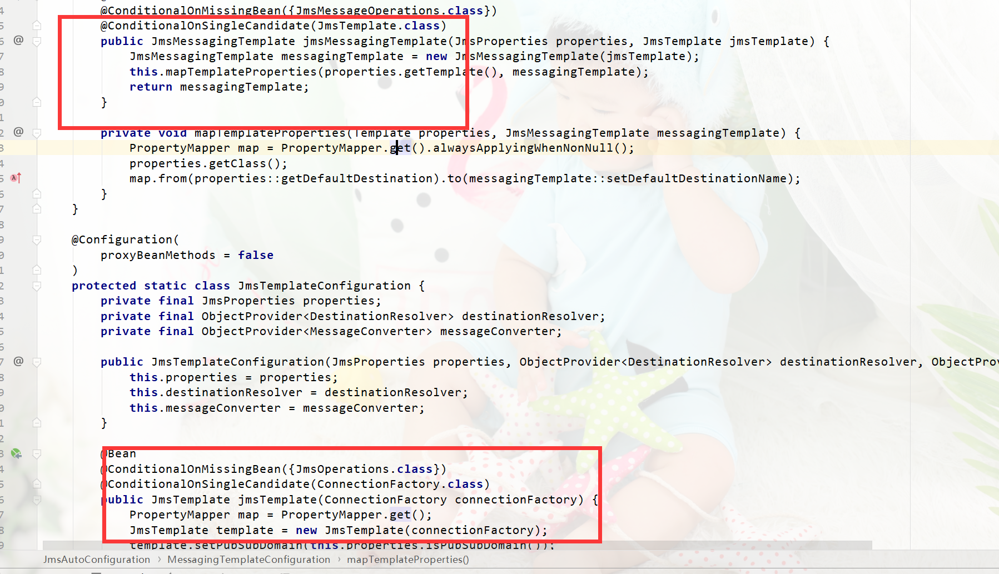 @ConditionalOnMissingBean({JmsMessageOperations.class})
@ConditionalOnSingleCandidate(JmsTemplate.class)
public JmsMessagingTemplate jmsMessagingTemplate(JmsProperties properties, JmsTemplate jmsTemplate) {
JmsMessagingTemplate messagingTemplate = new JmsMessagingTemplate(jmsTemplate);
this.mapTemplateProperties(properties.getTemplate(), messagingTemplate);
return messagingTemplate;
}
private void mapTemplateProperties(Template properties, JmsMessagingTemplate messagingTemplate) {
PropertyMapper map = PropertyMapper.get().alwaysApplyingWhenNonNull();
properties.getClass();
map.from(properties::getDefaultDestination).to(messagingTemplate::setDefaultDestinationName);
}
}
@Configuration(
proxyBeanMethods = false
)
protected static class JmsTemplateConfiguration {
private final JmsProperties properties;
private final ObjectProvider<DestinationResolver> destinationResolver;
private final ObjectProvider<MessageConverter> messageConverter;
public JmsTemplateConfiguration(JmsProperties properties, ObjectProvider<DestinationResolver> destinationResolver, ObjectProv
this.properties = properties;
this.destinationResolver = destinationResolver;
this.messageConverter = messageConverter;
}
@Bean
@ConditionalOnMissingBean({JmsOperations.class})
@ConditionalOnSingleCandidate(ConnectionFactory.class)
public JmsTemplate jmsTemplate(ConnectionFactory connectionFactory) {
PropertyMapper map = PropertyMapper.get();
JmsTemplate template = new JmsTemplate(connectionFactory);
template.setPubSubDomain(this.properties.isPubSubDomain());
JmsAutoConfiguration › MessagingTemplateConfiguration › mapTemplateProperties()